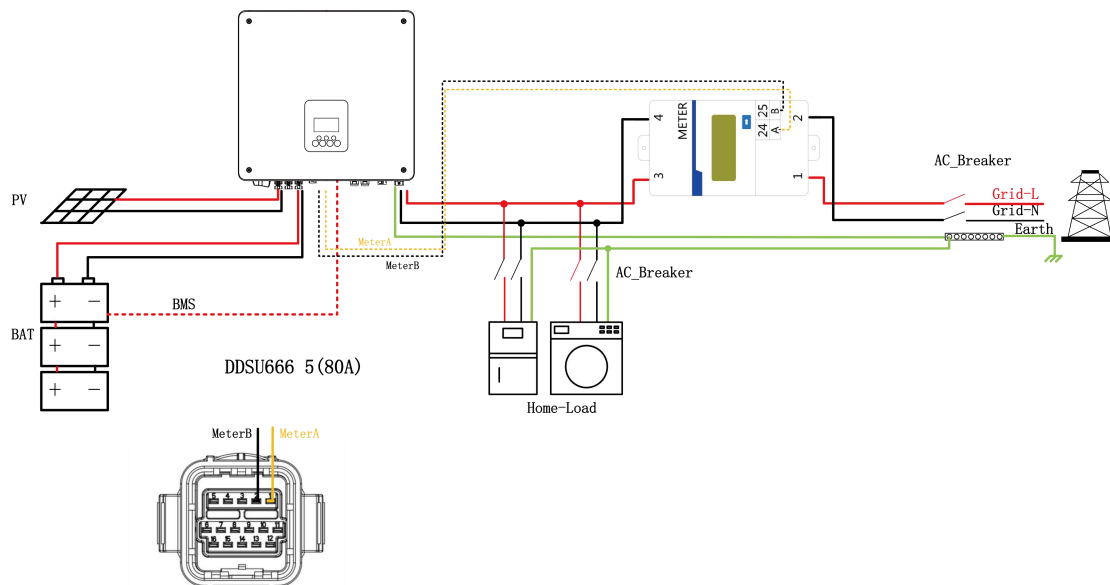 4
METER
25
B
24
A
2
3
1
AC_Breaker
PV
Grid-L
Grid-N
Earth
MeterA
MeterB
AC_Breaker
BMS
+ −
BAT
+ −
+ −
DDSU666 5(80A)
Home-Load
MeterB MeterA
5 4 3 2 1
6 7 8 9 10 11
16 15 14 13 12